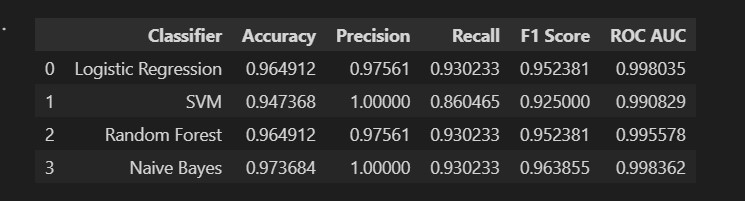 Classifier Accuracy Precision Recall F1 Score ROC AUC
0 Logistic Regression 0.964912 0.97561 0.930233 0.952381 0.998035
1 SVM 0.947368 1.00000 0.860465 0.925000 0.990829
2 Random Forest 0.964912 0.97561 0.930233 0.952381 0.995578
3 Naive Bayes 0.973684 1.00000 0.930233 0.963855 0.998362